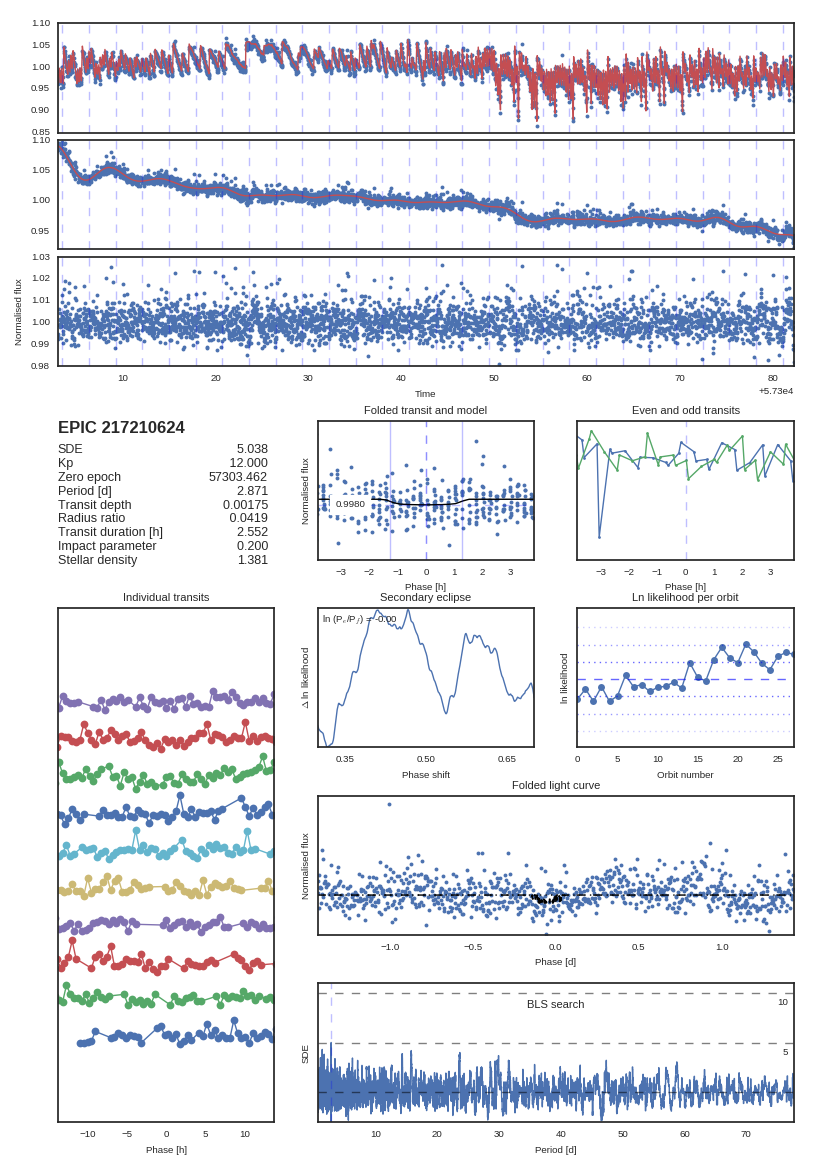 1.10
1.05
1.00
0.95
0.90
0.85
1.10
1.05
1.00
0.95
1.03
1.02
1.01
1.00
0.99
0.98
Normalised flux
10 20 30 40 50 60 70 80
Time
+5.73e4
EPIC 217210624
SDE 5.038
Kp 12.000
Zero epoch 57303.462
Period [d] 2.871
Transit depth 0.00175
Radius ratio 0.0419
Transit duration [h] 2.552
Impact parameter 0.200
Stellar density 1.381
Folded transit and model
Normalised flux
0.9980
−3 −2 −1 0 1 2 3
Phase [h]
Even and odd transits
−3 −2 −1 0 1 2 3
Phase [h]
Individual transits
−10 −5 0 5 10
Phase [h]
Secondary eclipse
ln (Pₑ/P𝑓) = -0.00
Δ ln likelihood
0.35 0.50 0.65
Phase shift
Ln likelihood per orbit
ln likelihood
0 5 10 15 20 25
Orbit number
Folded light curve
Normalised flux
−1.0 −0.5 0.0 0.5 1.0
Phase [d]
BLS search
10
5
SDE
10 20 30 40 50 60 70
Period [d]